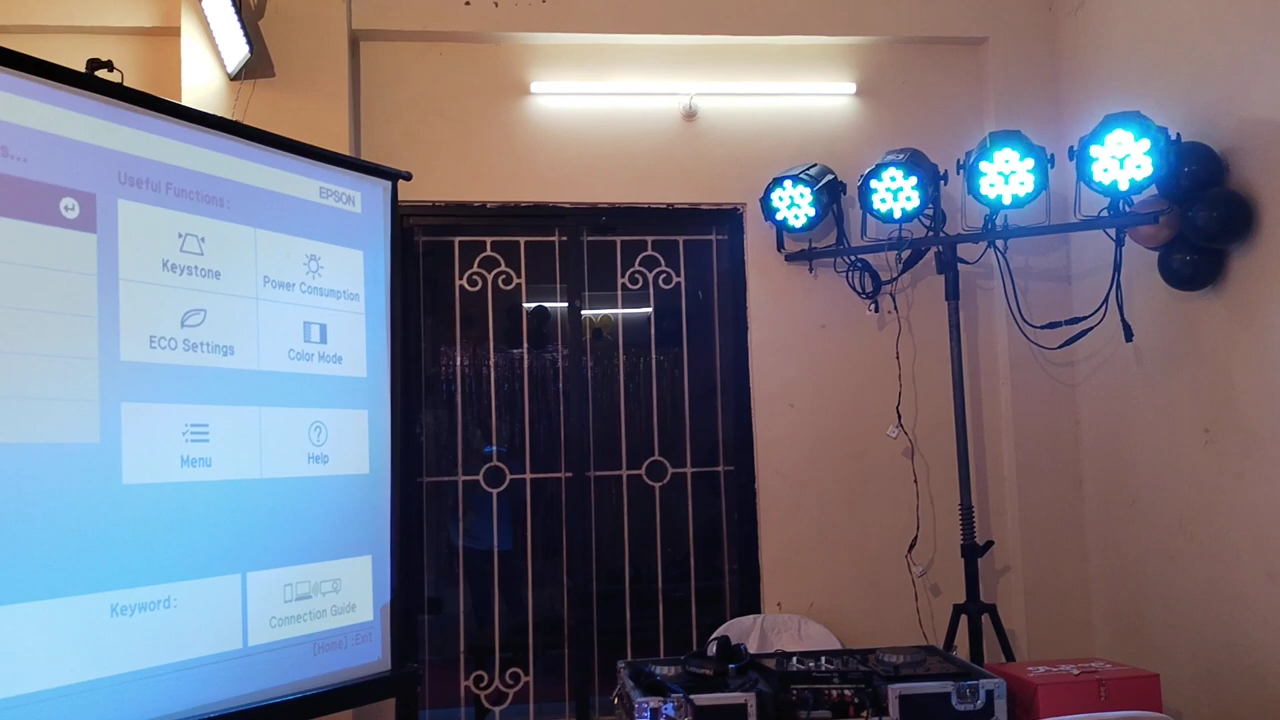 s...
Useful Functions:
EPSON
Keystone
Power Consumption
ECO Settings
Color Mode
Menu
Help
Keyword:
Connection Guide
[Home]:Exit